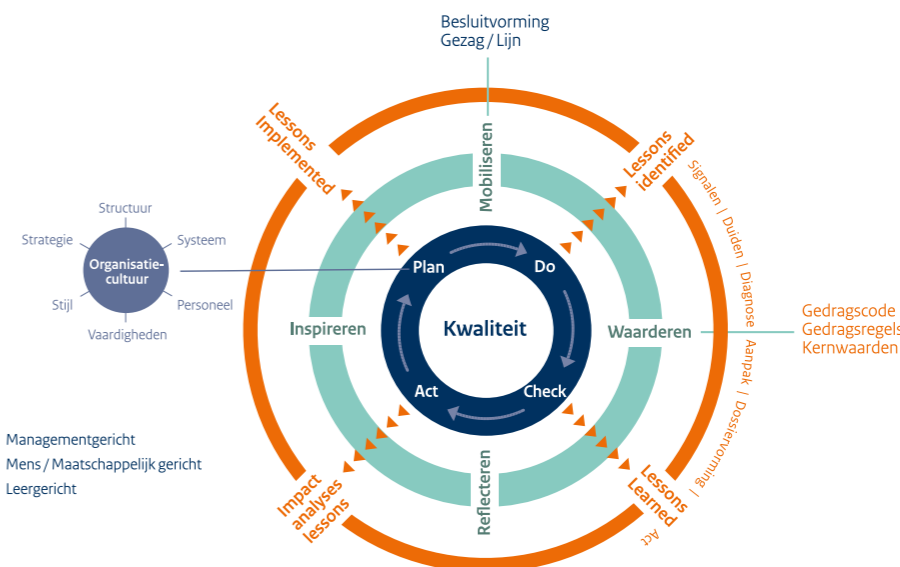 Besluitvorming
Gezag / Lijn
Lessons
Implemented
Mobiliseren
Lessons
identified
Signalen | Duiden | Diagnose Aanpak | Dossiervorming | Act
Structuur
Strategie
Systeem
Organisatie-
cultuur
Stijl
Personeel
Vaardigheden
Plan
Do
Inspireren
Kwaliteit
Waarderen
Gedragscode
Gedragsregels
Kernwaarden
Act
Check
Managementgericht
Mens / Maatschappelijk gericht
Leergericht
Impact
analyses
lessons
Reflecteren
Lessons
Learned